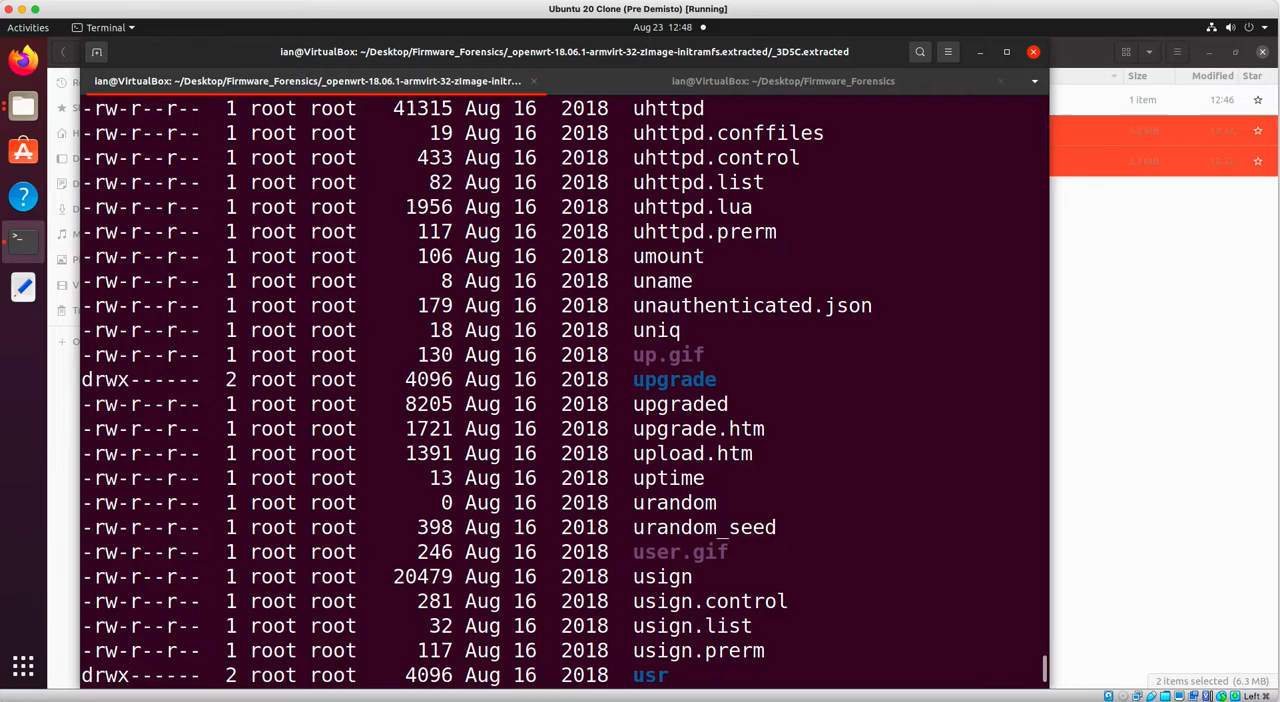 Ubuntu 20 Clone (Pre Demisto) [Running]
Activities
Terminal
Aug 23 12:48
ian@VirtualBox: ~/Desktop/Firmware_Forensics/_openwrt-18.06.1-armvirt-32-zImage-initramfs.extracted/_3D5C.extracted
ian@VirtualBox: ~/Desktop/Firmware_Forensics/_openwrt-18.06.1-armvirt-32-zImage-initr...
ian@VirtualBox: ~/Desktop/Firmware_Forensics
Size Modified Star
1 item 12:46
-rw-r--r-- 1 root root 41315 Aug 16 2018 uhttpd
-rw-r--r-- 1 root root 19 Aug 16 2018 uhttpd.conffiles
-rw-r--r-- 1 root root 433 Aug 16 2018 uhttpd.control
-rw-r--r-- 1 root root 82 Aug 16 2018 uhttpd.list
-rw-r--r-- 1 root root 1956 Aug 16 2018 uhttpd.lua
-rw-r--r-- 1 root root 117 Aug 16 2018 uhttpd.prerm
-rw-r--r-- 1 root root 106 Aug 16 2018 umount
-rw-r--r-- 1 root root 8 Aug 16 2018 uname
-rw-r--r-- 1 root root 179 Aug 16 2018 unauthenticated.json
-rw-r--r-- 1 root root 18 Aug 16 2018 uniq
-rw-r--r-- 1 root root 130 Aug 16 2018 up.gif
drwx------ 2 root root 4096 Aug 16 2018 upgrade
-rw-r--r-- 1 root root 8205 Aug 16 2018 upgraded
-rw-r--r-- 1 root root 1721 Aug 16 2018 upgrade.htm
-rw-r--r-- 1 root root 1391 Aug 16 2018 upload.htm
-rw-r--r-- 1 root root 13 Aug 16 2018 uptime
-rw-r--r-- 1 root root 0 Aug 16 2018 urandom
-rw-r--r-- 1 root root 398 Aug 16 2018 urandom_seed
-rw-r--r-- 1 root root 246 Aug 16 2018 user.gif
-rw-r--r-- 1 root root 20479 Aug 16 2018 usign
-rw-r--r-- 1 root root 281 Aug 16 2018 usign.control
-rw-r--r-- 1 root root 32 Aug 16 2018 usign.list
-rw-r--r-- 1 root root 117 Aug 16 2018 usign.prerm
drwx------ 2 root root 4096 Aug 16 2018 usr
2 items selected (6.3 MB)
Left ⌘